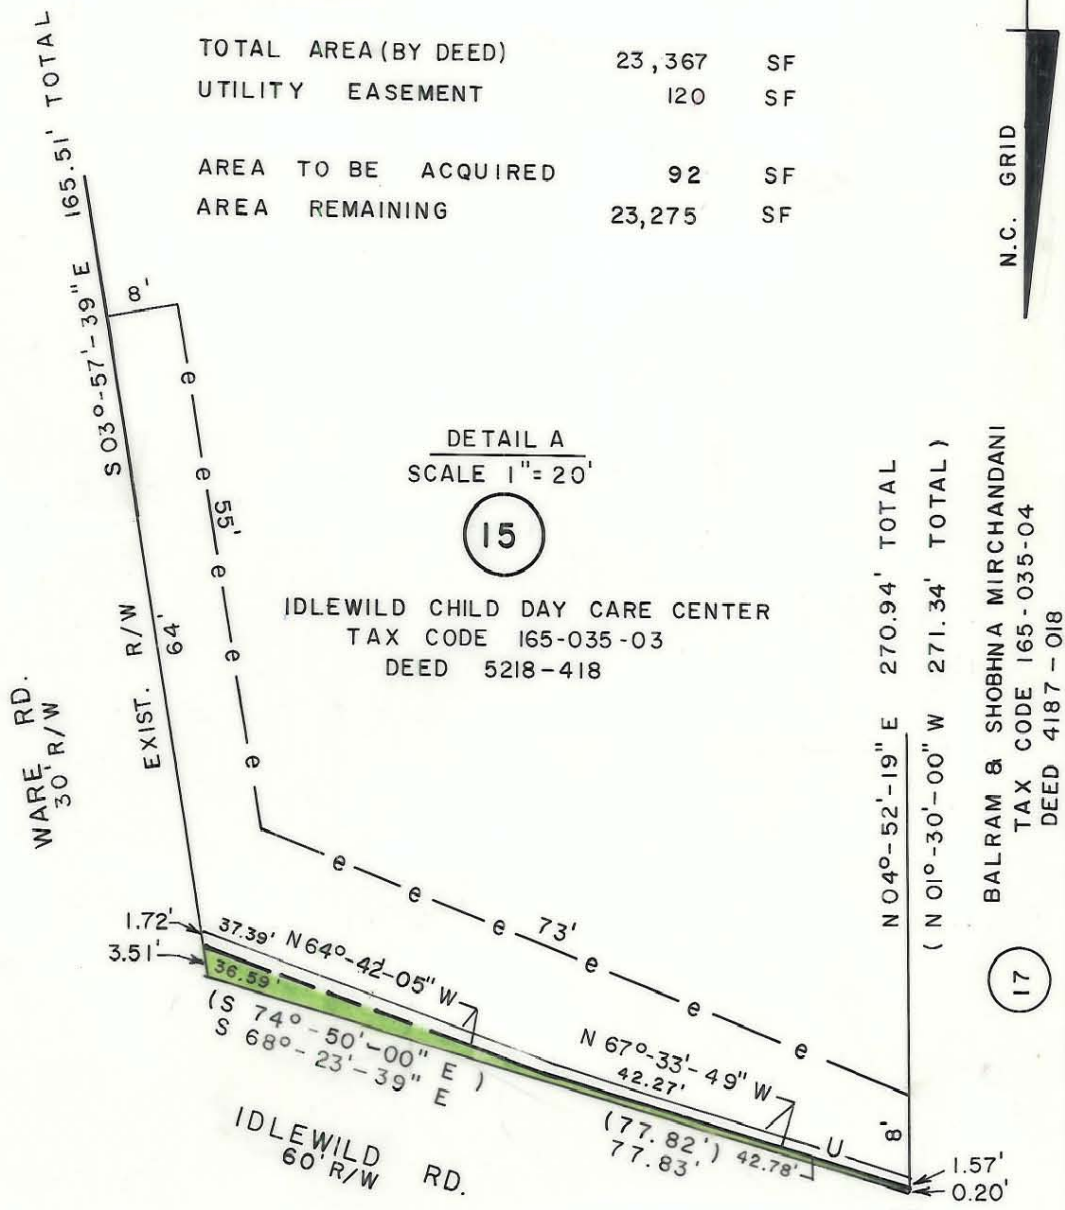 TOTAL AREA (BY DEED) 23,367 SF
UTILITY EASEMENT 120 SF
AREA TO BE ACQUIRED 92 SF
AREA REMAINING 23,275 SF
N.C. GRID
S 03°-57'-39" E 165.51' TOTAL
8'
e e e e e e
55'
EXIST. R/W
64'
WARE RD.
30' R/W
DETAIL A
SCALE 1"=20'
15
IDLEWILD CHILD DAY CARE CENTER
TAX CODE 165-035-03
DEED 5218-418
N 04°-52'-19" E 270.94' TOTAL
(N 01°-30'-00" W 271.34' TOTAL)
BALRAM & SHOBHNA MIRCHANDANI
TAX CODE 165-035-04
DEED 4187-018
17
e e e e e e
73'
1.72'
3.51'
37.39' N 64°-42'-05" W
36.59'
(S 74°-50'-00" E)
S 68°-23'-39" E
N 67°-33'-49" W
42.27'
(77.82')
77.83'
42.78'
U
8'
1.57'
0.20'
IDLEWILD RD.
60' R/W